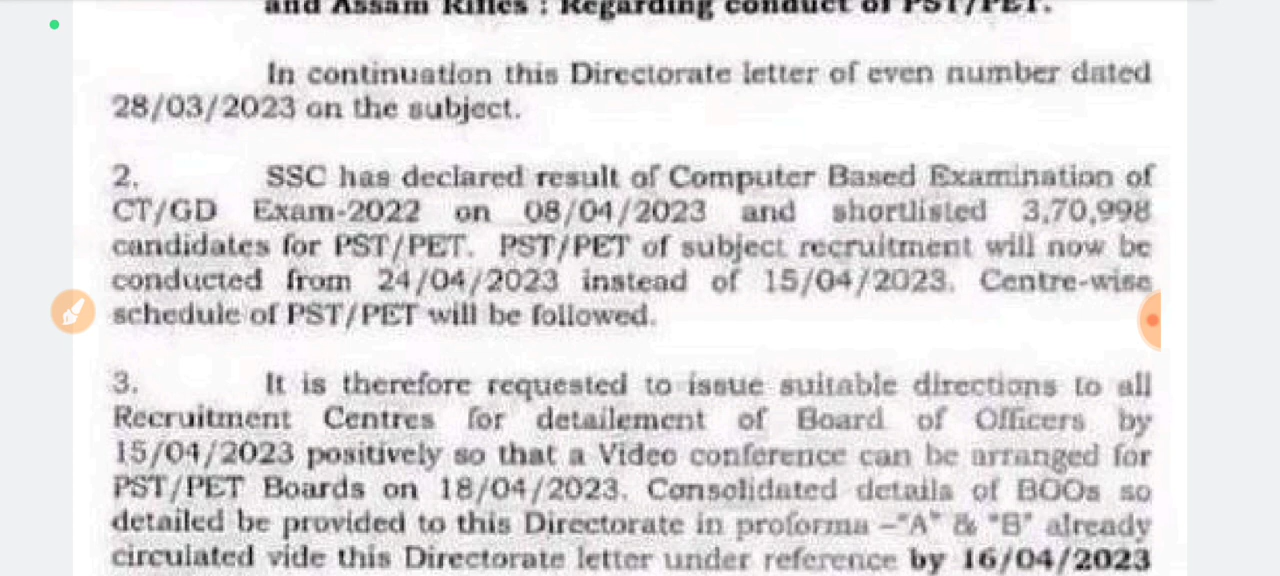 and Assam Rifles : Regarding conduct of PST/PET.
In continuation this Directorate letter of even number dated
28/03/2023 on the subject.
2. SSC has declared result of Computer Based Examination of
CT/GD Exam-2022 on 08/04/2023 and shortlisted 3,70,998
candidates for PST/PET. PST/PET of subject recruitment will now be
conducted from 24/04/2023 instead of 15/04/2023. Centre-wise
schedule of PST/PET will be followed.
3. It is therefore requested to issue suitable directions to all
Recruitment Centres for detailement of Board of Officers by
15/04/2023 positively so that a Video conference can be arranged for
PST/PET Boards on 18/04/2023. Consolidated details of BOOs so
detailed be provided to this Directorate in proforma –"A" & "B" already
circulated vide this Directorate letter under reference by 16/04/2023